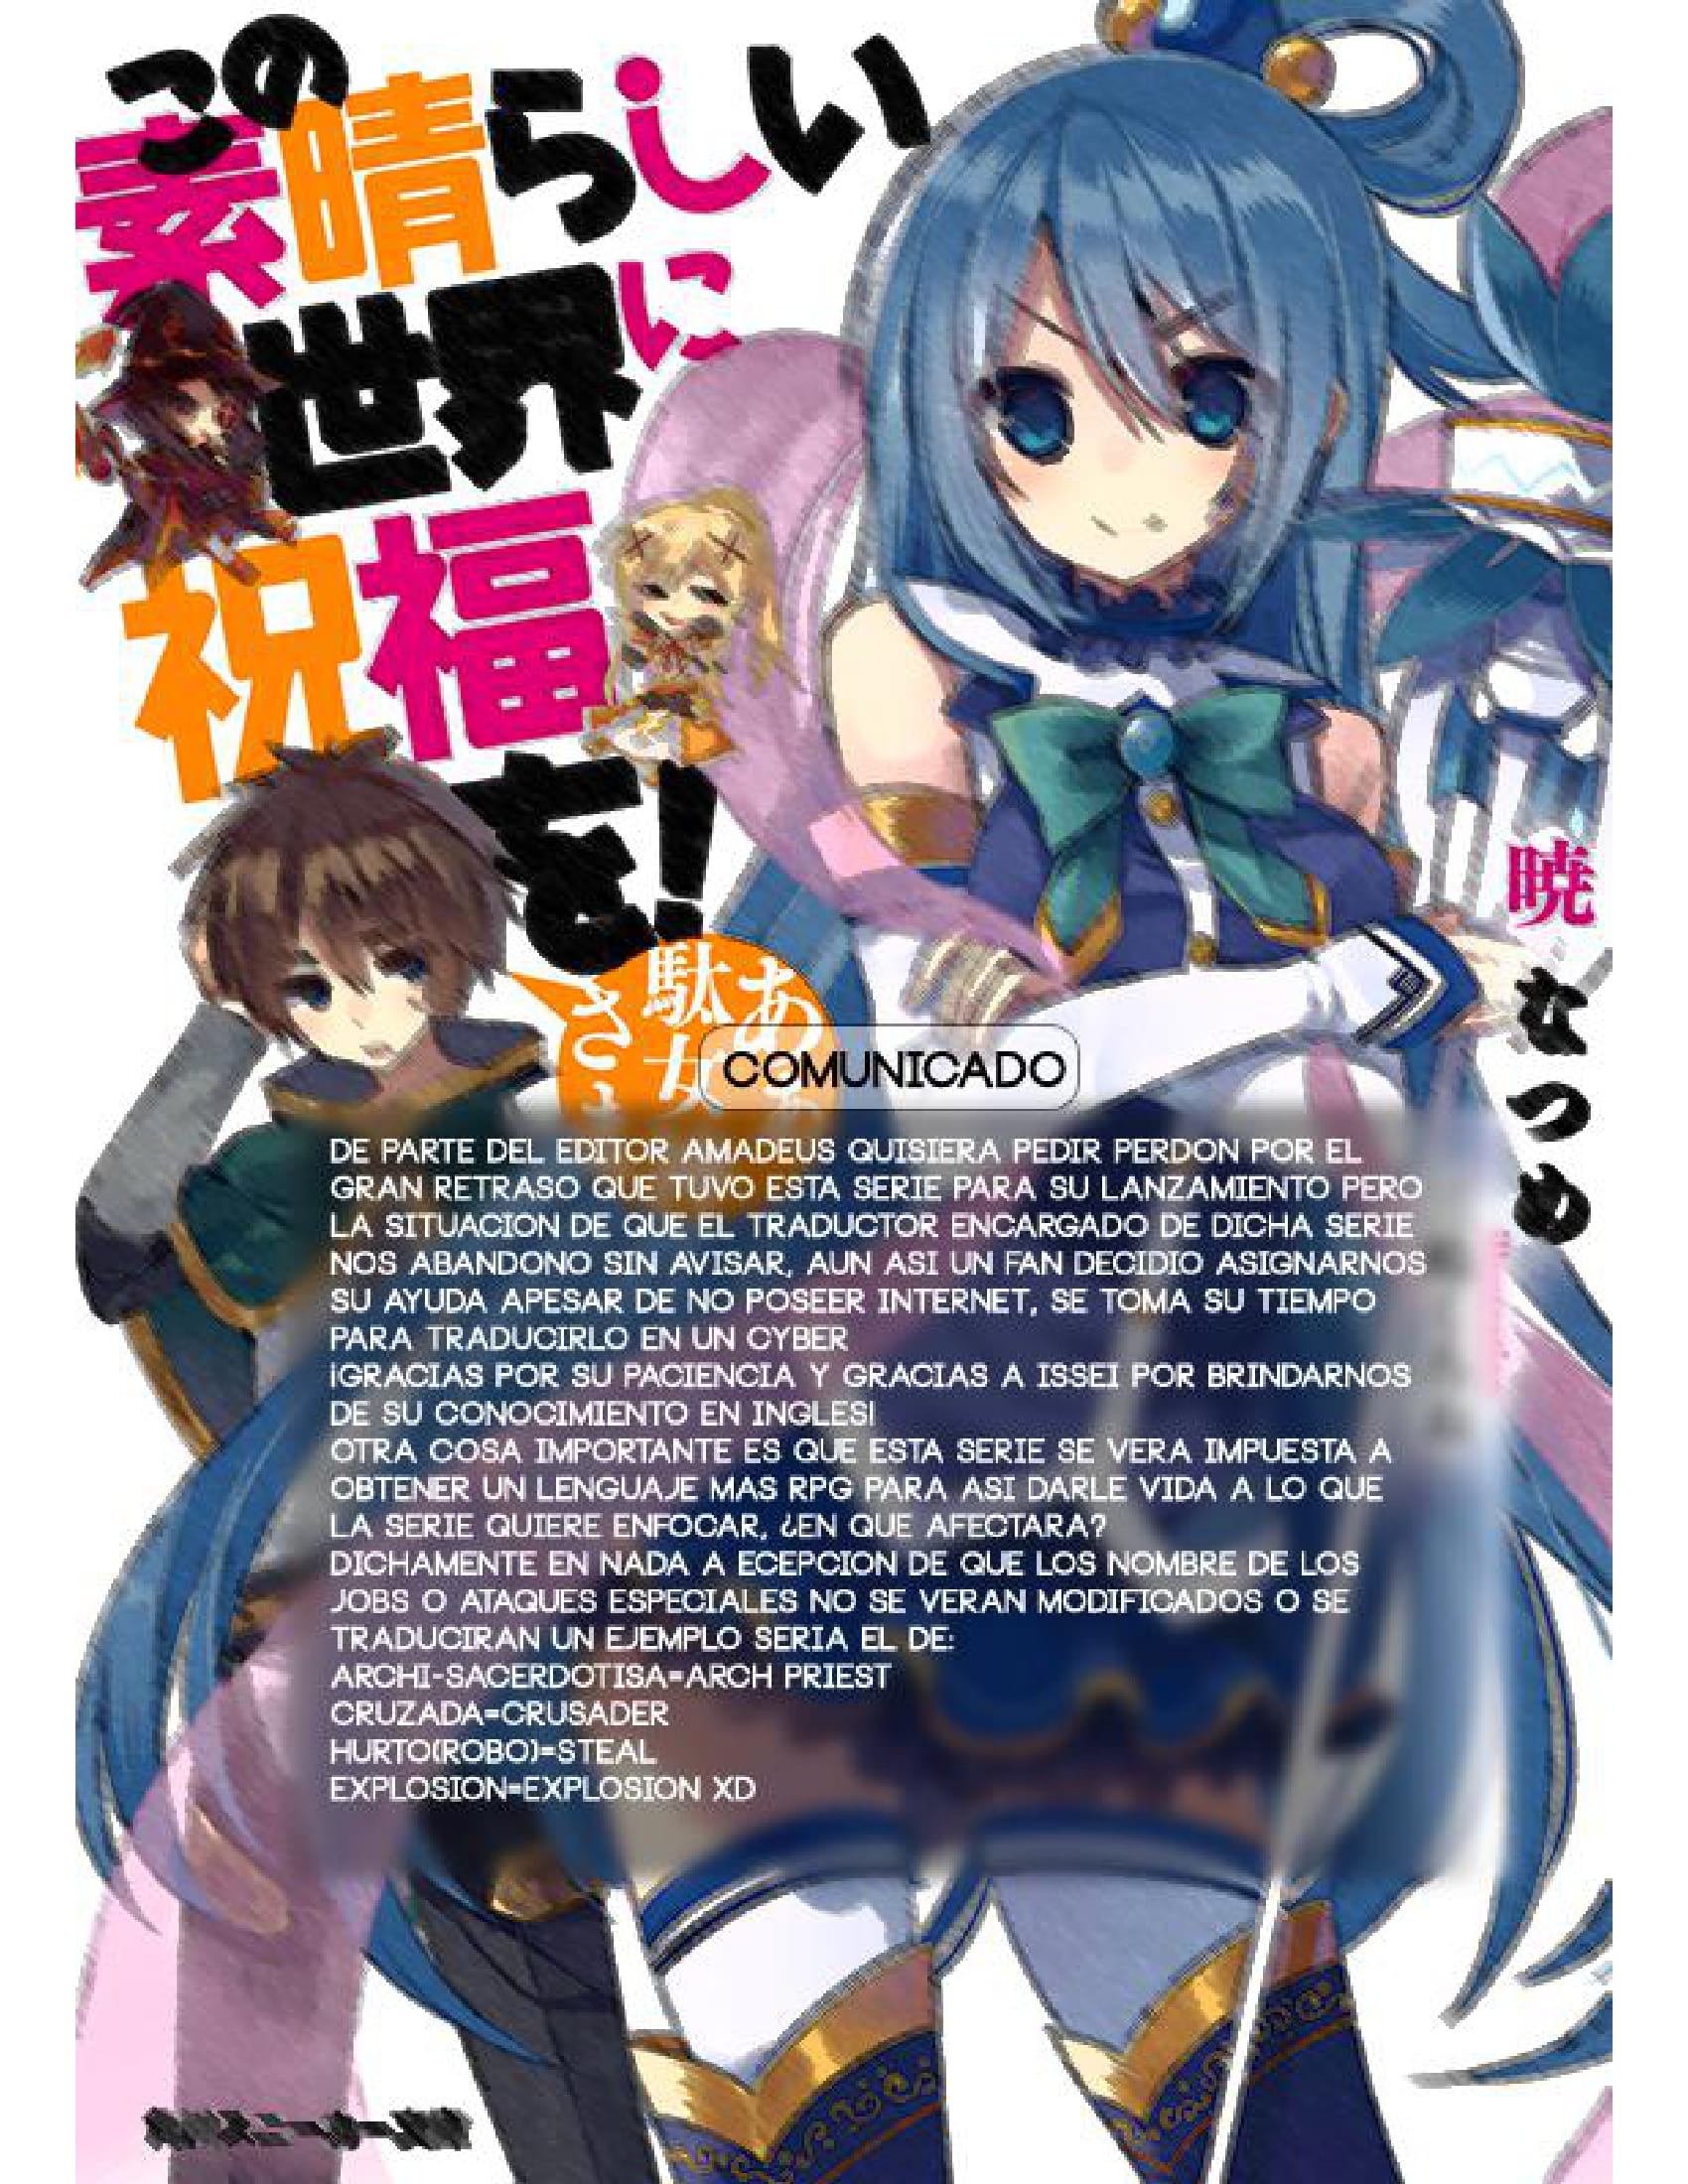 この
素晴らしい
世界に
祝福
を!
暁 なつめ
COMUNICADO
DE PARTE DEL EDITOR AMADEUS QUISIERA PEDIR PERDON POR EL
GRAN RETRASO QUE TUVO ESTA SERIE PARA SU LANZAMIENTO PERO
LA SITUACION DE QUE EL TRADUCTOR ENCARGADO DE DICHA SERIE
NOS ABANDONO SIN AVISAR, AUN ASI UN FAN DECIDIO ASIGNARNOS
SU AYUDA APESAR DE NO POSEER INTERNET, SE TOMA SU TIEMPO
PARA TRADUCIRLO EN UN CYBER
¡GRACIAS POR SU PACIENCIA Y GRACIAS A ISSEI POR BRINDARNOS
DE SU CONOCIMIENTO EN INGLES!
OTRA COSA IMPORTANTE ES QUE ESTA SERIE SE VERA IMPUESTA A
OBTENER UN LENGUAJE MAS RPG PARA ASI DARLE VIDA A LO QUE
LA SERIE QUIERE ENFOCAR, ¿EN QUE AFECTARA?
DICHAMENTE EN NADA A ECEPCION DE QUE LOS NOMBRE DE LOS
JOBS O ATAQUES ESPECIALES NO SE VERAN MODIFICADOS O SE
TRADUCIRAN UN EJEMPLO SERIA EL DE:
ARCHI-SACERDOTISA=ARCH PRIEST
CRUZADA=CRUSADER
HURTO(ROBO)=STEAL
EXPLOSION=EXPLOSION XD